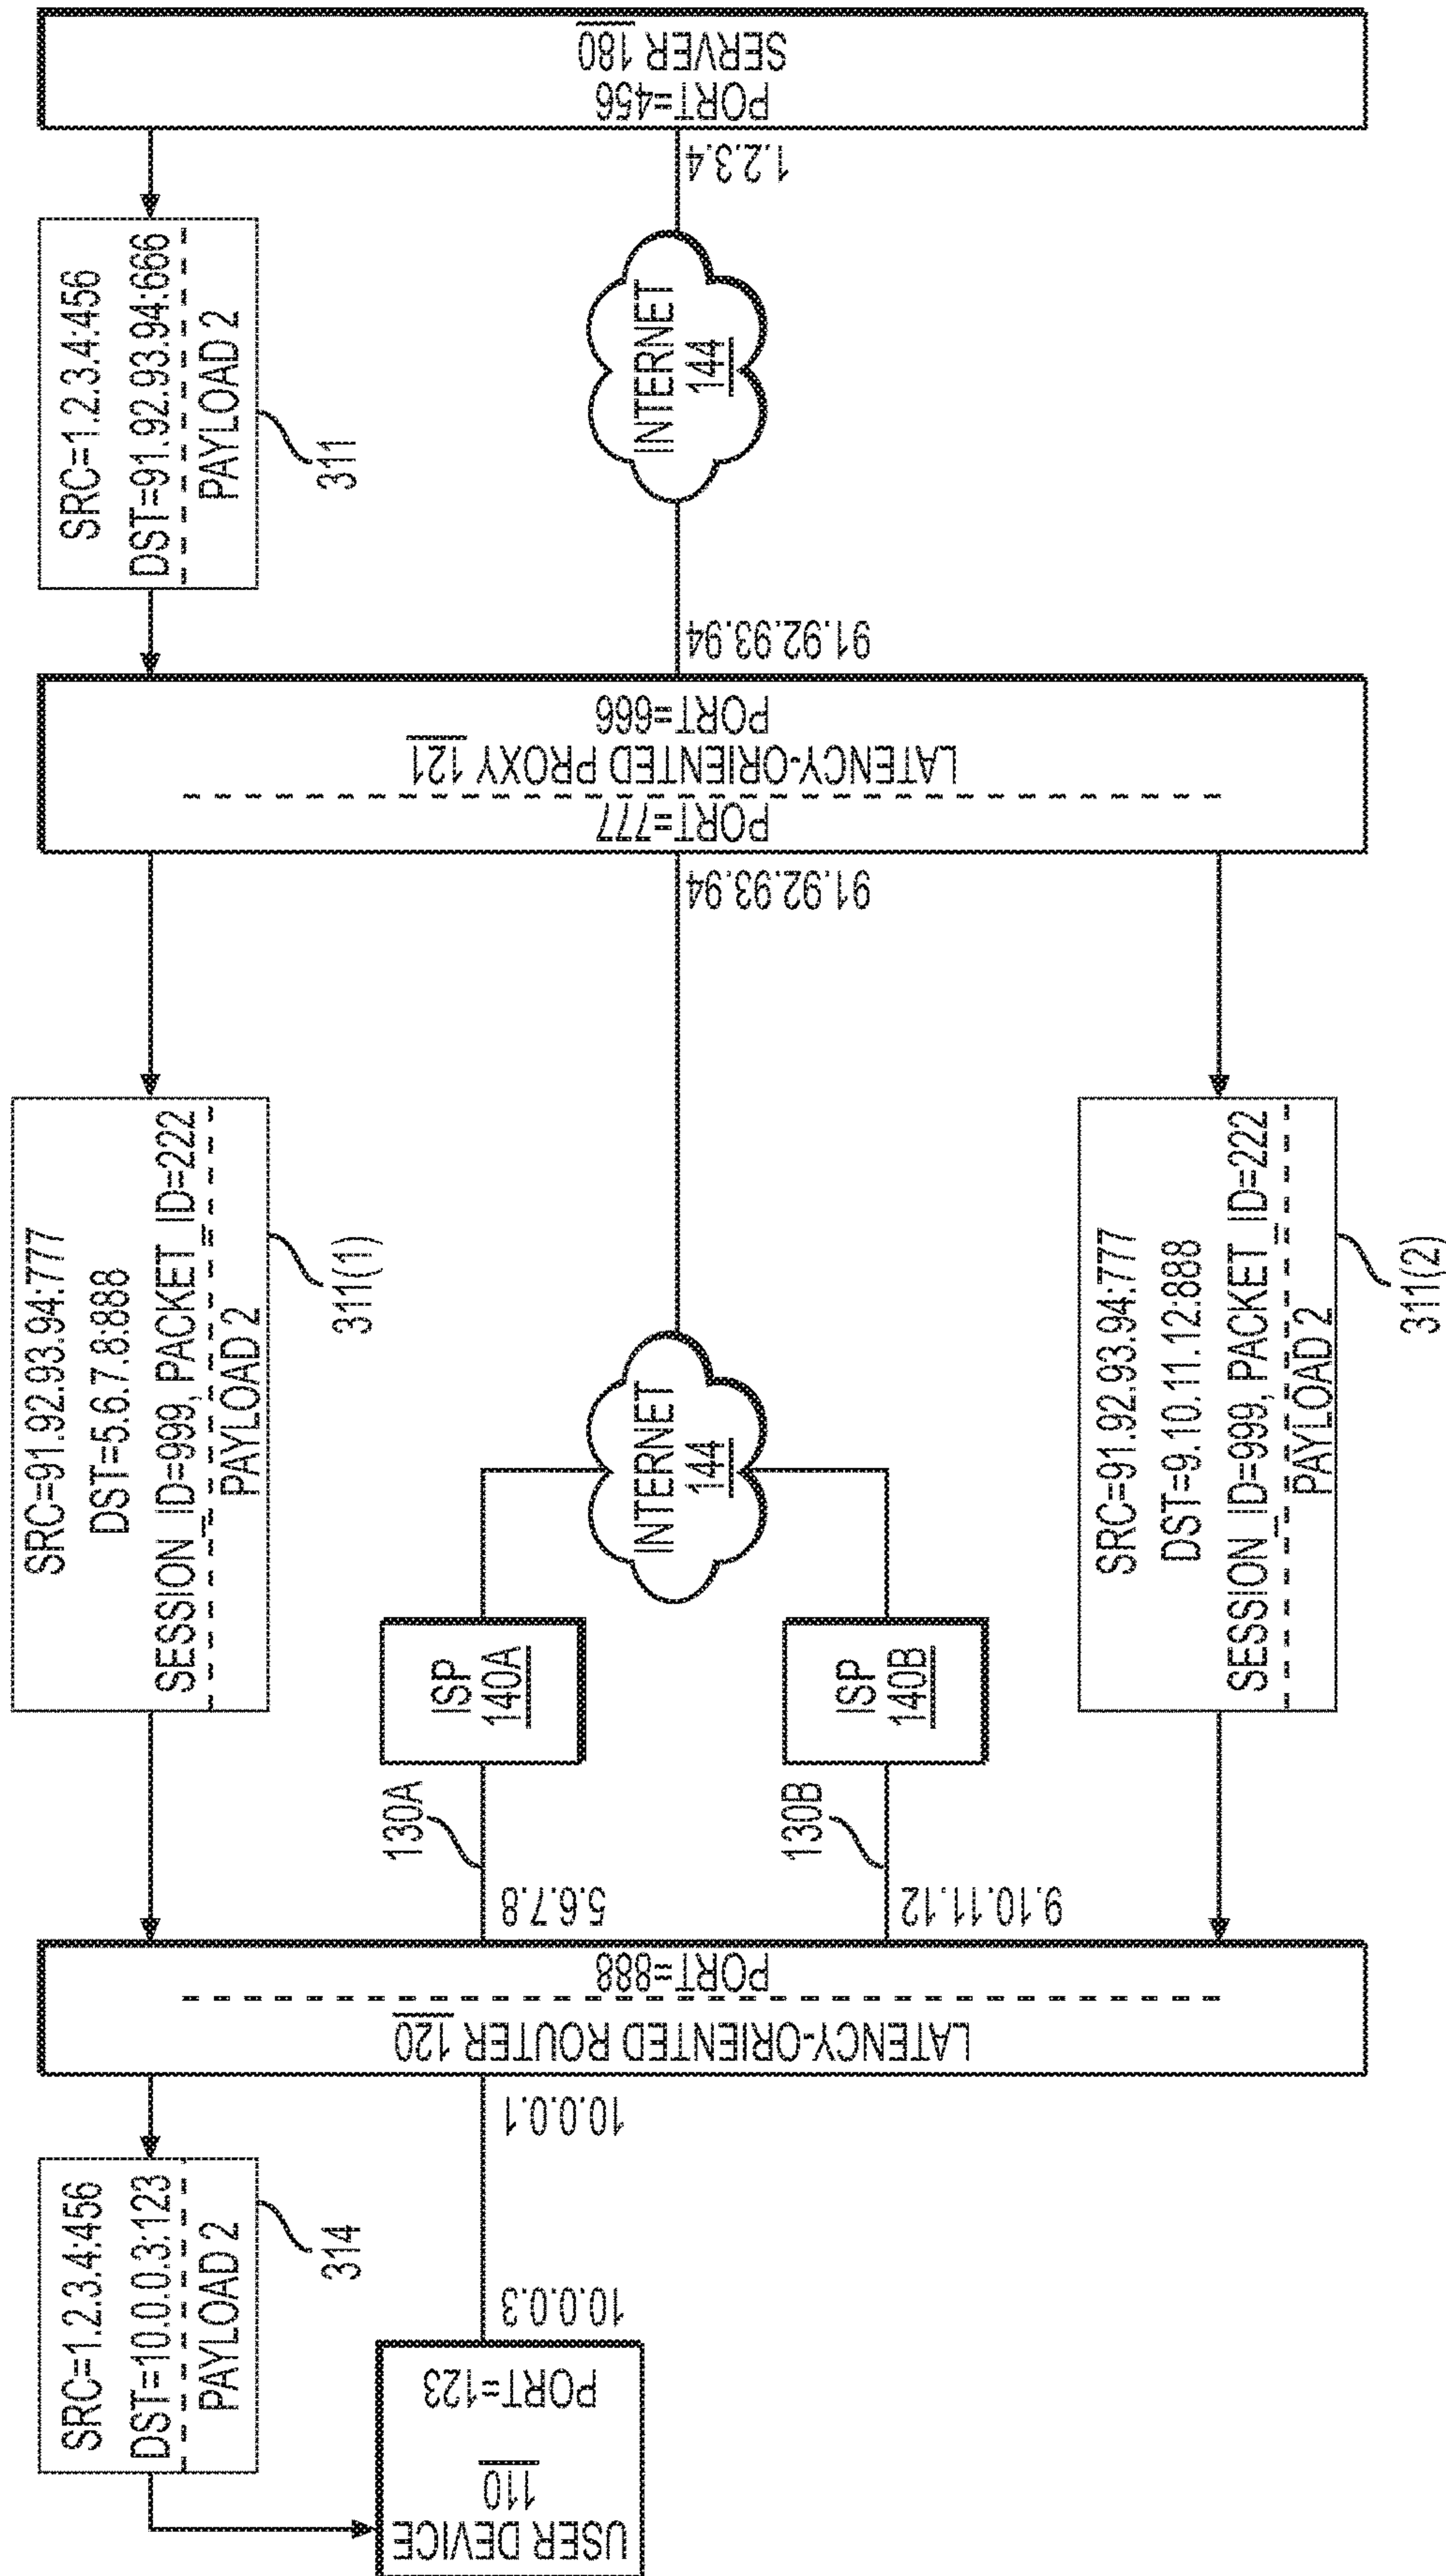 SERVER 180
PORT=456
1.2.3.4
SRC=1.2.3.4:456
DST=91.92.93.94:666
PAYLOAD 2
311
INTERNET
144
91.92.93.94
PORT=666
LATENCY-ORIENTED PROXY 121
PORT=777
91.92.93.94
SRC=91.92.93.94:777
DST=5.6.7.8:888
SESSION_ID=999, PACKET_ID=222
PAYLOAD 2
311(1)
INTERNET
144
SRC=91.92.93.94:777
DST=9.10.11.12:888
SESSION_ID=999, PACKET_ID=222
PAYLOAD 2
311(2)
ISP
140A
ISP
140B
130A
130B
5.6.7.8
9.10.11.12
PORT=888
LATENCY-ORIENTED ROUTER 120
10.0.0.1
SRC=1.2.3.4:456
DST=10.0.0.3:123
PAYLOAD 2
314
10.0.0.3
PORT=123
110
USER DEVICE